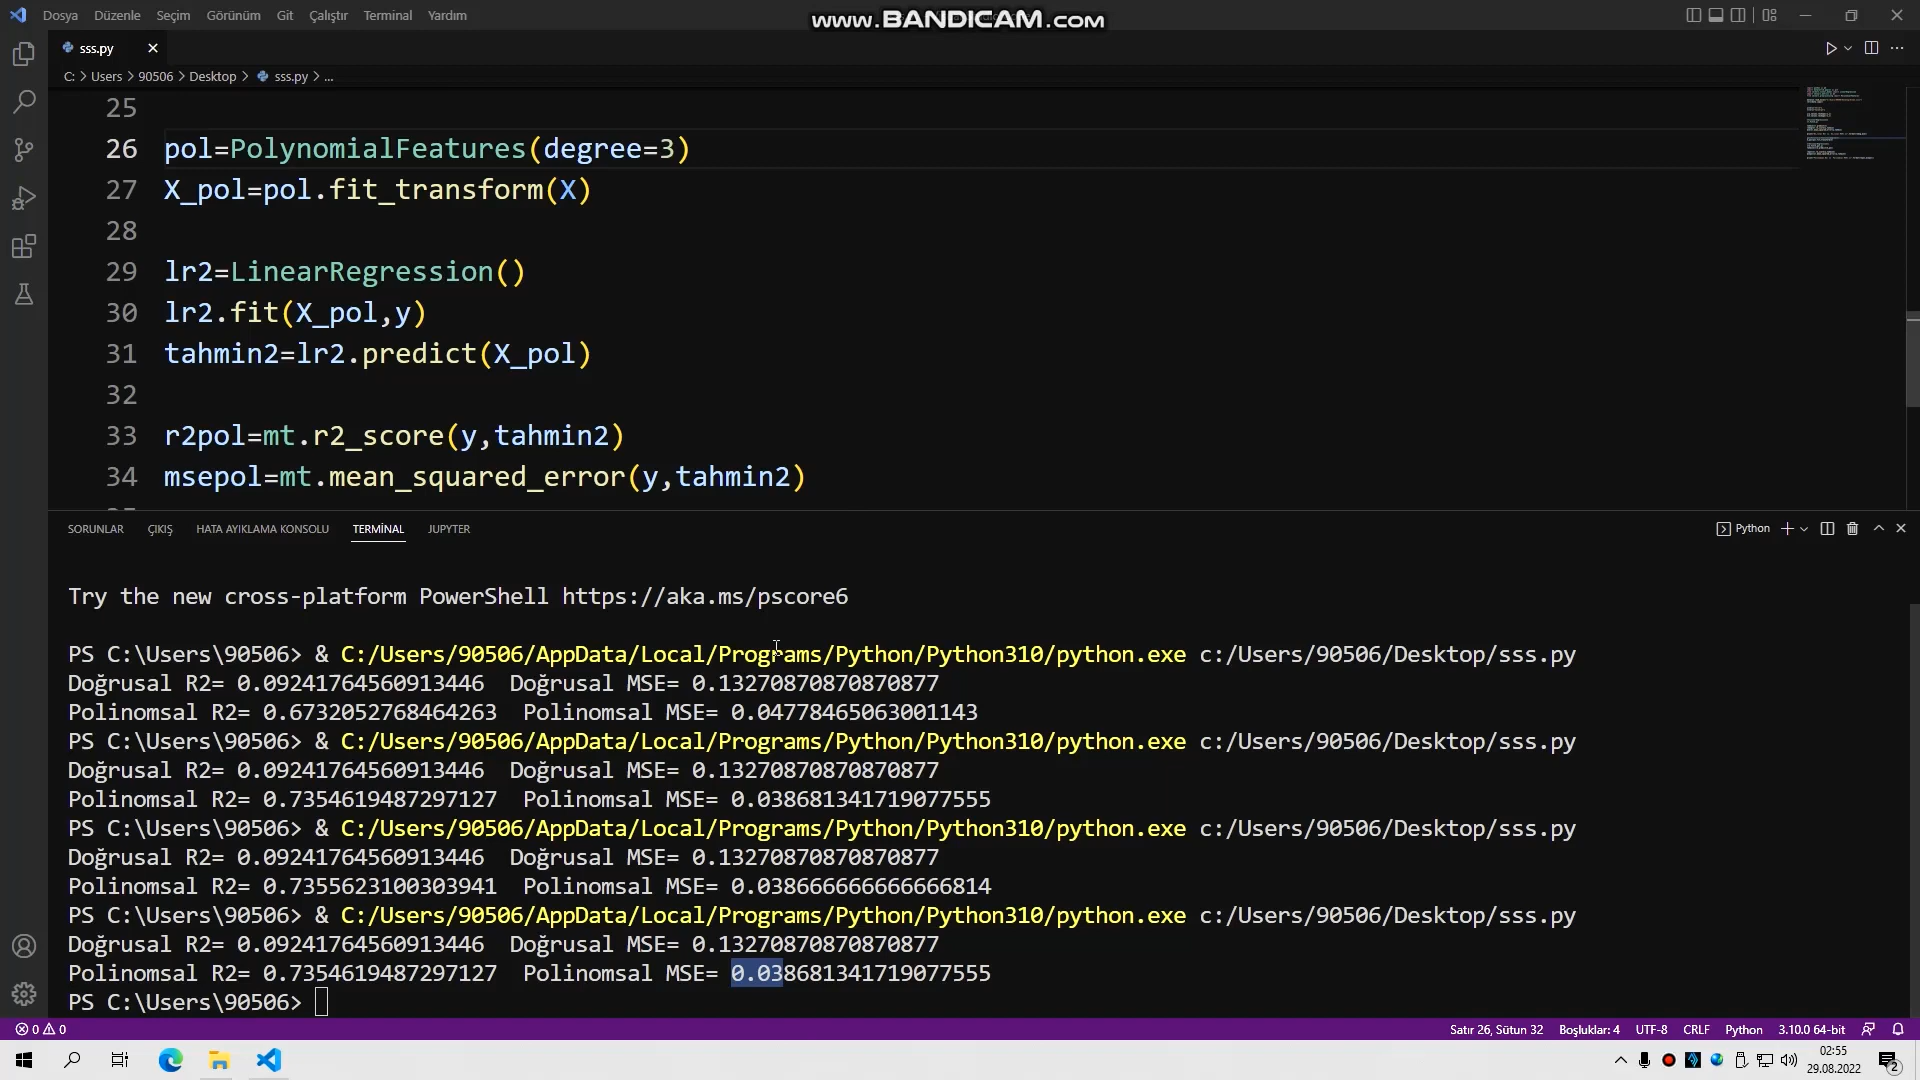 Dosya Düzenle Seçim Görünüm Git Çalıştır Terminal Yardım
www.BANDICAM.com
sss.py
C: > Users > 90506 > Desktop > sss.py > ...
25
26 pol=PolynomialFeatures(degree=3)
27 X_pol=pol.fit_transform(X)
28
29 lr2=LinearRegression()
30 lr2.fit(X_pol,y)
31 tahmin2=lr2.predict(X_pol)
32
33 r2pol=mt.r2_score(y,tahmin2)
34 msepol=mt.mean_squared_error(y,tahmin2)
SORUNLAR ÇIKIŞ HATA AYIKLAMA KONSOLU TERMİNAL JUPYTER
Python
Try the new cross-platform PowerShell https://aka.ms/pscore6
PS C:\Users\90506> & C:/Users/90506/AppData/Local/Programs/Python/Python310/python.exe c:/Users/90506/Desktop/sss.py
Doğrusal R2= 0.09241764560913446 Doğrusal MSE= 0.13270870870870877
Polinomsal R2= 0.6732052768464263 Polinomsal MSE= 0.04778465063001143
PS C:\Users\90506> & C:/Users/90506/AppData/Local/Programs/Python/Python310/python.exe c:/Users/90506/Desktop/sss.py
Doğrusal R2= 0.09241764560913446 Doğrusal MSE= 0.13270870870870877
Polinomsal R2= 0.7354619487297127 Polinomsal MSE= 0.038681341719077555
PS C:\Users\90506> & C:/Users/90506/AppData/Local/Programs/Python/Python310/python.exe c:/Users/90506/Desktop/sss.py
Doğrusal R2= 0.09241764560913446 Doğrusal MSE= 0.13270870870870877
Polinomsal R2= 0.7355623100303941 Polinomsal MSE= 0.038666666666666814
PS C:\Users\90506> & C:/Users/90506/AppData/Local/Programs/Python/Python310/python.exe c:/Users/90506/Desktop/sss.py
Doğrusal R2= 0.09241764560913446 Doğrusal MSE= 0.13270870870870877
Polinomsal R2= 0.7354619487297127 Polinomsal MSE= 0.038681341719077555
PS C:\Users\90506>
0 0
Satır 26, Sütun 32 Boşluklar: 4 UTF-8 CRLF Python 3.10.0 64-bit
02:55
29.08.2022
2